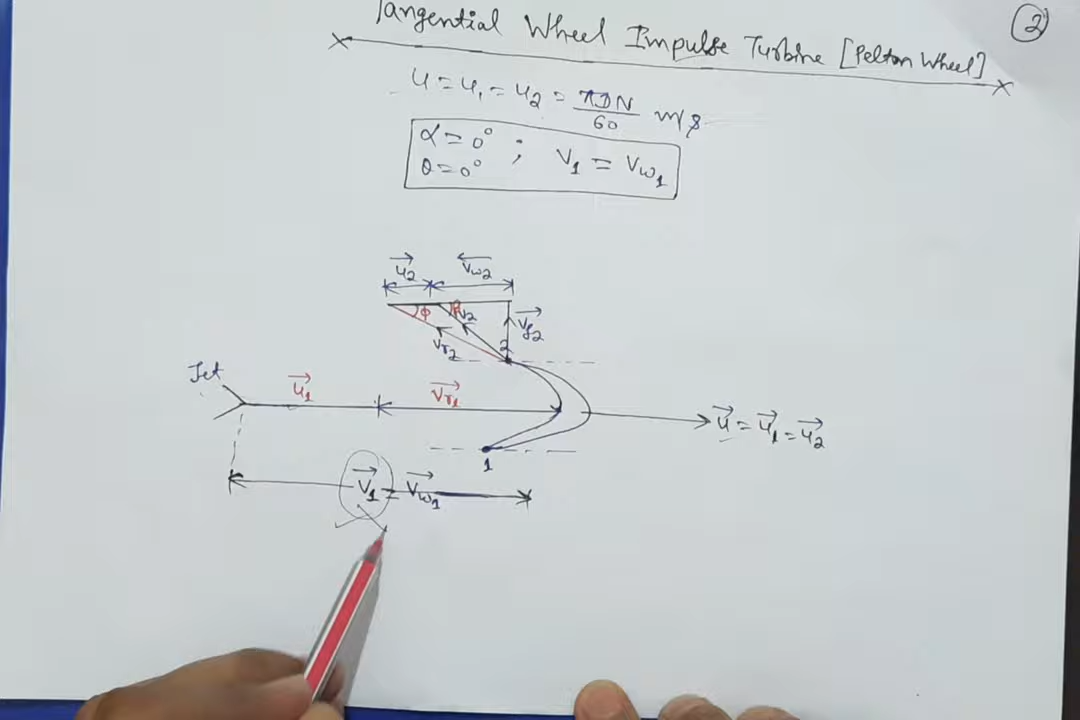 ②
Tangential Wheel Impulse Turbine [Pelton Wheel]
u = u₁ = u₂ = πDN/60 m/s
α = 0° ; V₁ = Vw₁
θ = 0°
u₂→ Vw₂←
ϕ β V₂ Vf₂→
Vr₂ 2
Jet
u₁→ Vr₁→
u→ = u₁→ = u₂→
1
V₁→ = Vw₁→